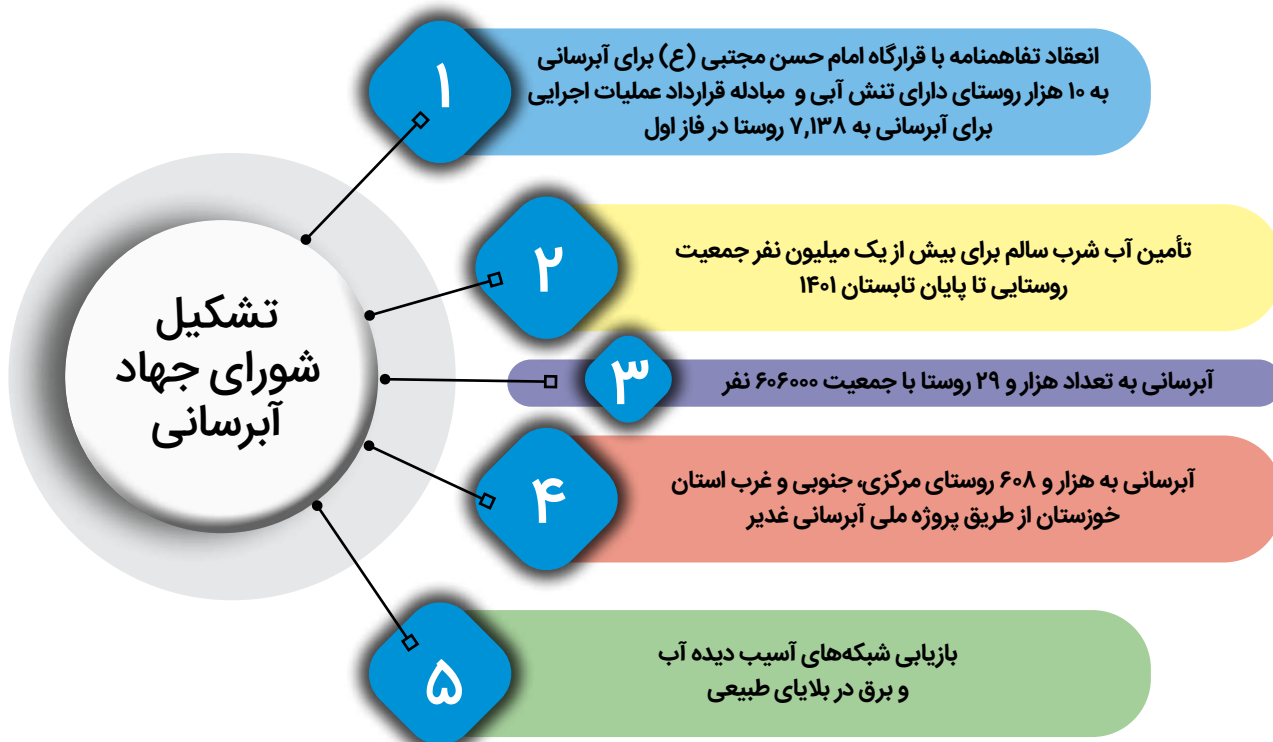 تشکیل
شورای جهاد
آبرسانی
۱
انعقاد تفاهمنامه با قرارگاه امام حسن مجتبی (ع) برای آبرسانی
به ۱۰ هزار روستای دارای تنش آبی و مبادله قرارداد عملیات اجرایی
برای آبرسانی به ۷,۱۳۸ روستا در فاز اول
۲
تأمین آب شرب سالم برای بیش از یک میلیون نفر جمعیت
روستایی تا پایان تابستان ۱۴۰۱
۳
آبرسانی به تعداد هزار و ۲۹ روستا با جمعیت ۶۰۶۰۰۰ نفر
۴
آبرسانی به هزار و ۶۰۸ روستای مرکزی، جنوبی و غرب استان
خوزستان از طریق پروژه ملی آبرسانی غدیر
۵
بازیابی شبکه‌های آسیب دیده آب
و برق در بلایای طبیعی